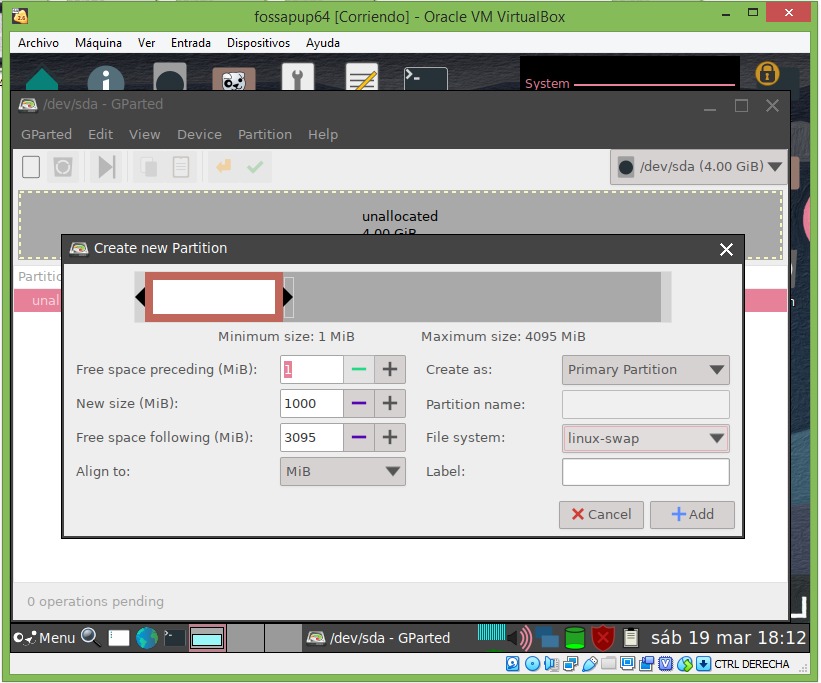 fossapup64 [Corriendo] - Oracle VM VirtualBox
Archivo Máquina Ver Entrada Dispositivos Ayuda
System
/dev/sda - GParted
GParted Edit View Device Partition Help
/dev/sda (4.00 GiB)
unallocated
4.00 GiB
Create new Partition
Minimum size: 1 MiB Maximum size: 4095 MiB
Free space preceding (MiB): 1 Create as: Primary Partition
New size (MiB): 1000 Partition name:
Free space following (MiB): 3095 File system: linux-swap
Align to: MiB Label:
Cancel Add
0 operations pending
Menu /dev/sda - GParted sáb 19 mar 18:12
CTRL DERECHA